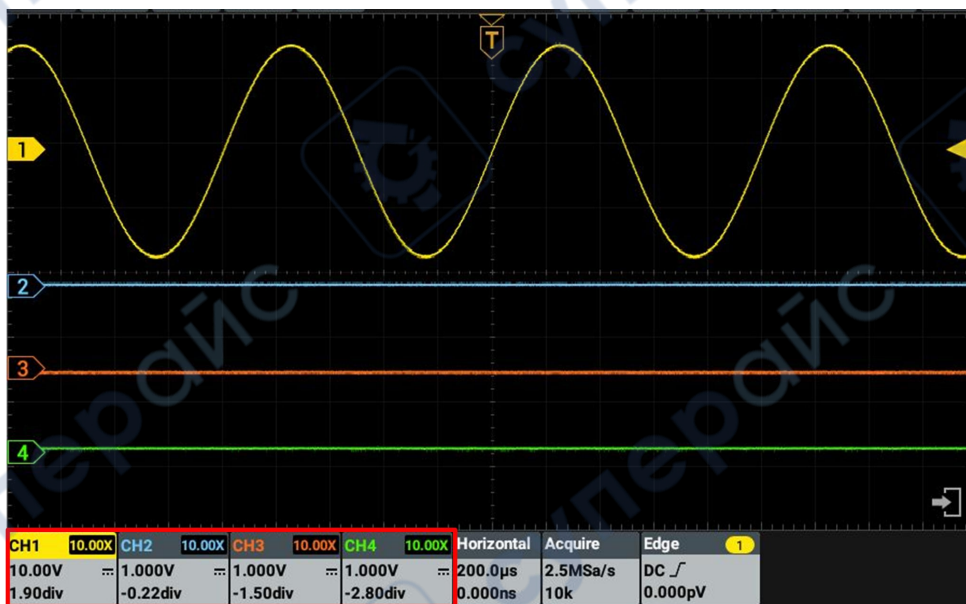 T
1
2
3
4
CH1 10.00X CH2 10.00X CH3 10.00X CH4 10.00X Horizontal Acquire Edge 1
10.00V 1.000V 1.000V 1.000V 200.0µs 2.5MSa/s DC
1.90div -0.22div -1.50div -2.80div 0.000ns 10k 0.000pV
суперайс
суперайс